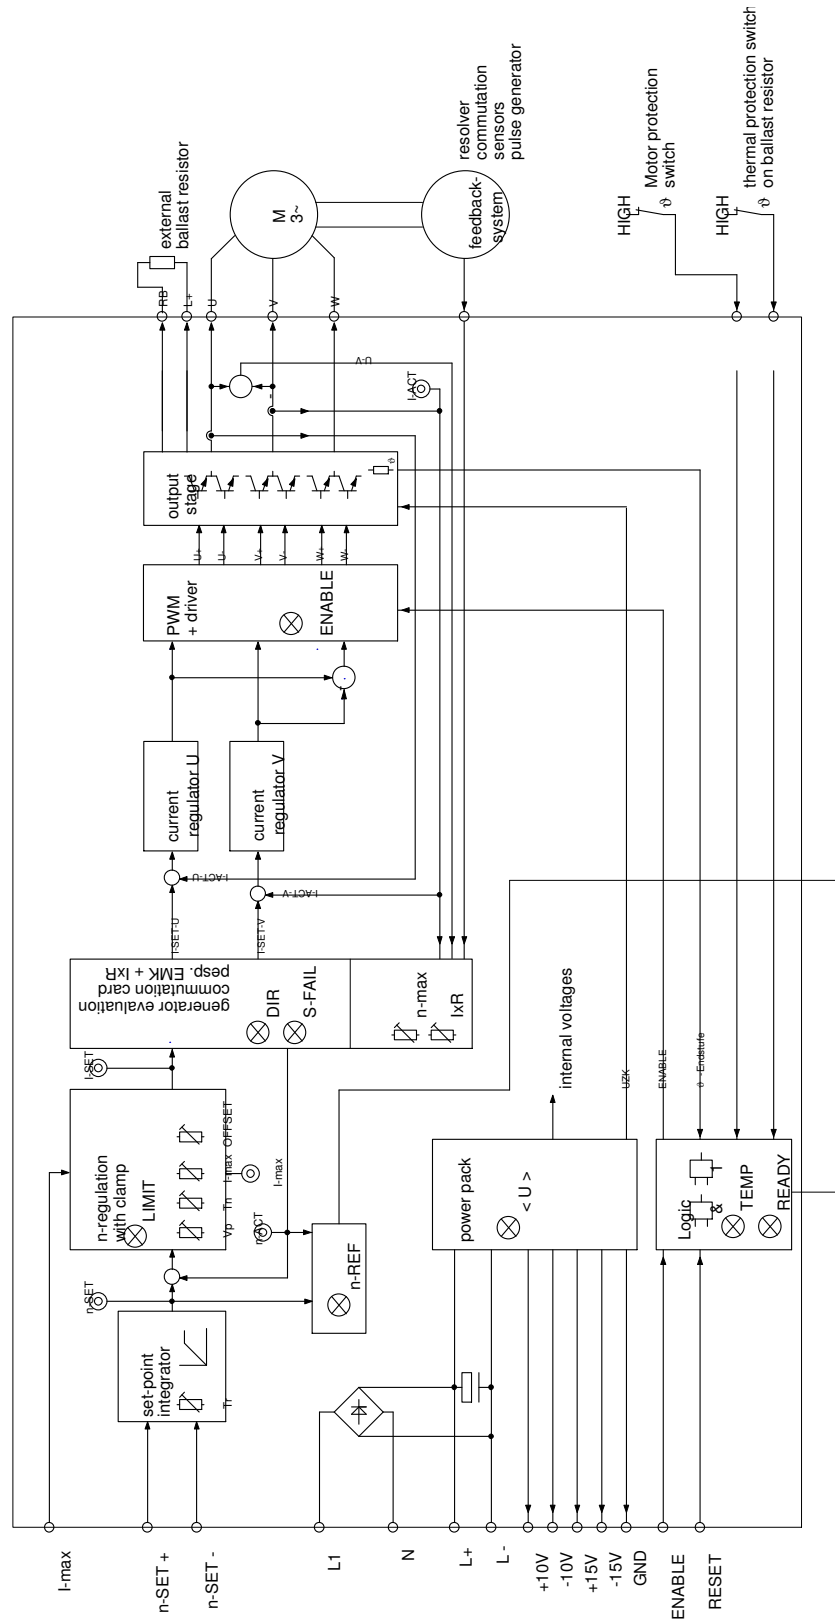 I-max
n-SET +
n-SET -
L1
N
L+
L -
+10V
-10V
+15V
-15V
GND
ENABLE
RESET
set-point
integrator
Tr
n-SET
n-regulation
with clamp
LIMIT
Vp
Tn
I-max
OFFSET
n-ACT
I-max
n-REF
I-SET
power pack
< U >
internal voltages
UZK
ENABLE
ϑ -Endstufe
Logic
&
1
TEMP
READY
generator evaluation
commutation card
pesp. EMK + IxR
DIR
S-FAIL
n-max
IxR
I-SET-U
I-SET-V
I-ACT-U
I-ACT-V
current
regulator U
current
regulator V
PWM
+ driver
ENABLE
U+
U-
V+
V-
W+
W-
output
stage
ϑ
U-V
I-ACT
RB
L+
U
V
W
external
ballast resistor
M
3~
feedback-
system
resolver
commutation
sensors
pulse generator
HIGH
ϑ
Motor protection
switch
HIGH
ϑ
thermal protection switch
on ballast resistor